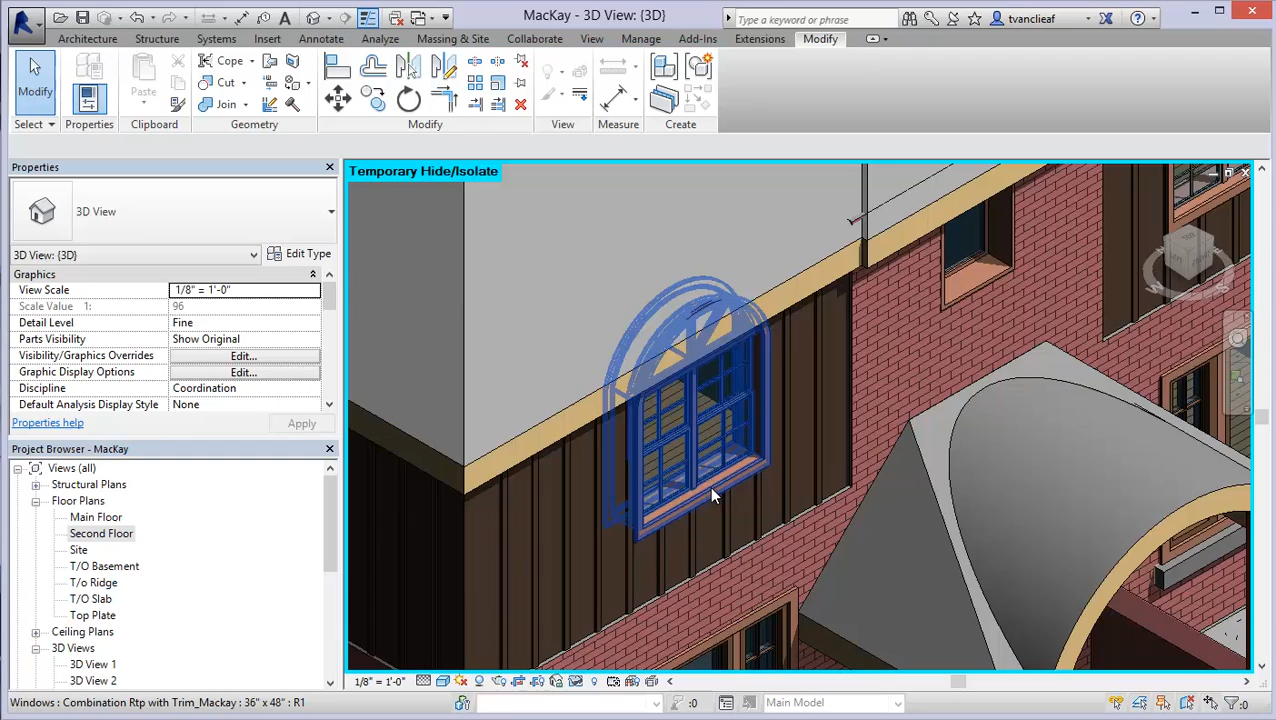 MacKay - 3D View: {3D}
Type a keyword or phrase
tvanclieaf
Architecture Structure Systems Insert Annotate Analyze Massing & Site Collaborate View Manage Add-Ins Extensions Modify
Modify
Select
Properties
Paste
Clipboard
Cope
Cut
Join
Geometry
Modify
View
Measure
Create
Properties
3D View
3D View: {3D}
Edit Type
Graphics
View Scale 1/8" = 1'-0"
Scale Value 1: 96
Detail Level Fine
Parts Visibility Show Original
Visibility/Graphics Overrides Edit...
Graphic Display Options Edit...
Discipline Coordination
Default Analysis Display Style None
Properties help
Apply
Project Browser - MacKay
Views (all)
Structural Plans
Floor Plans
Main Floor
Second Floor
Site
T/O Basement
T/o Ridge
T/O Slab
Top Plate
Ceiling Plans
3D Views
3D View 1
3D View 2
Temporary Hide/Isolate
1/8" = 1'-0"
Windows : Combination Rtp with Trim_Mackay : 36" x 48" : R1
:0
Main Model
:0